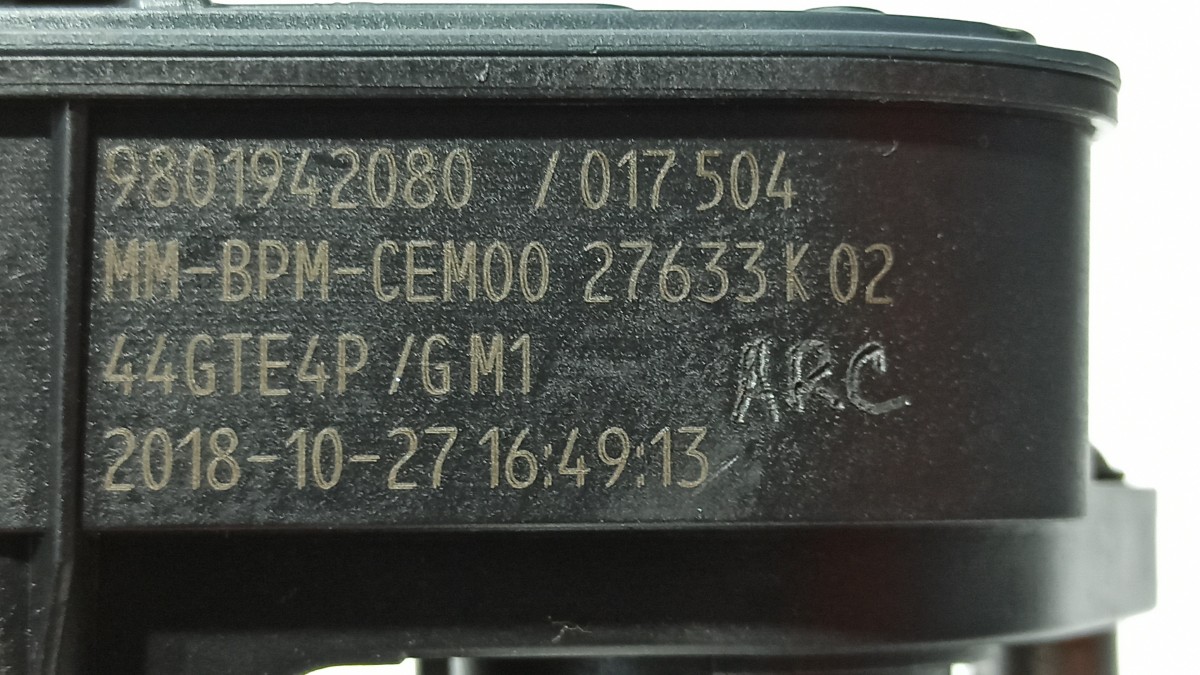 9801942080 /017 504
MM-BPM-CEM00 27633 K 02
44GTE4P /G M1
ARC
2018-10-27 16:49:13